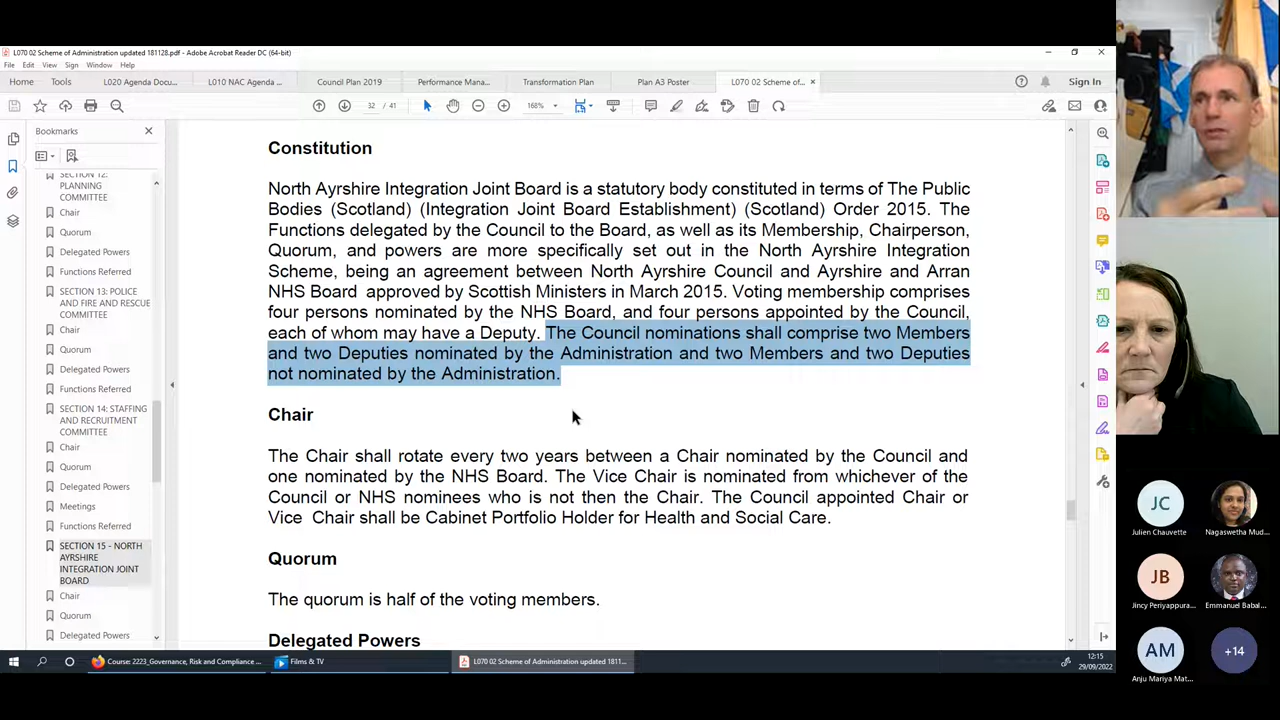 L070 02 Scheme of Administration updated 181128.pdf - Adobe Acrobat Reader DC (64-bit)
File Edit View Sign Window Help
Home Tools L020 Agenda Docu... L010 NAC Agenda ... Council Plan 2019 Performance Mana... Transformation Plan Plan A3 Poster L070 02 Scheme of... Sign In
32 / 41 168%
Bookmarks
SECTION 12:
PLANNING
COMMITTEE
Chair
Quorum
Delegated Powers
Functions Referred
SECTION 13: POLICE
AND FIRE AND RESCUE
COMMITTEE
Chair
Quorum
Delegated Powers
Functions Referred
SECTION 14: STAFFING
AND RECRUITMENT
COMMITTEE
Chair
Quorum
Delegated Powers
Meetings
Functions Referred
SECTION 15 - NORTH
AYRSHIRE
INTEGRATION JOINT
BOARD
Chair
Quorum
Delegated Powers
Constitution
North Ayrshire Integration Joint Board is a statutory body constituted in terms of The Public
Bodies (Scotland) (Integration Joint Board Establishment) (Scotland) Order 2015. The
Functions delegated by the Council to the Board, as well as its Membership, Chairperson,
Quorum, and powers are more specifically set out in the North Ayrshire Integration
Scheme, being an agreement between North Ayrshire Council and Ayrshire and Arran
NHS Board approved by Scottish Ministers in March 2015. Voting membership comprises
four persons nominated by the NHS Board, and four persons appointed by the Council,
each of whom may have a Deputy. The Council nominations shall comprise two Members
and two Deputies nominated by the Administration and two Members and two Deputies
not nominated by the Administration.
Chair
The Chair shall rotate every two years between a Chair nominated by the Council and
one nominated by the NHS Board. The Vice Chair is nominated from whichever of the
Council or NHS nominees who is not then the Chair. The Council appointed Chair or
Vice Chair shall be Cabinet Portfolio Holder for Health and Social Care.
Quorum
The quorum is half of the voting members.
Delegated Powers
JC
Julien Chauvette
Nagaswetha Mud...
JB
Jincy Periyappura...
Emmanuel Babal...
AM
Anju Mariya Mat...
+14
Course: 2223_Governance, Risk and Compliance ... Films & TV L070 02 Scheme of Administration updated 1811...
12:15
29/09/2022